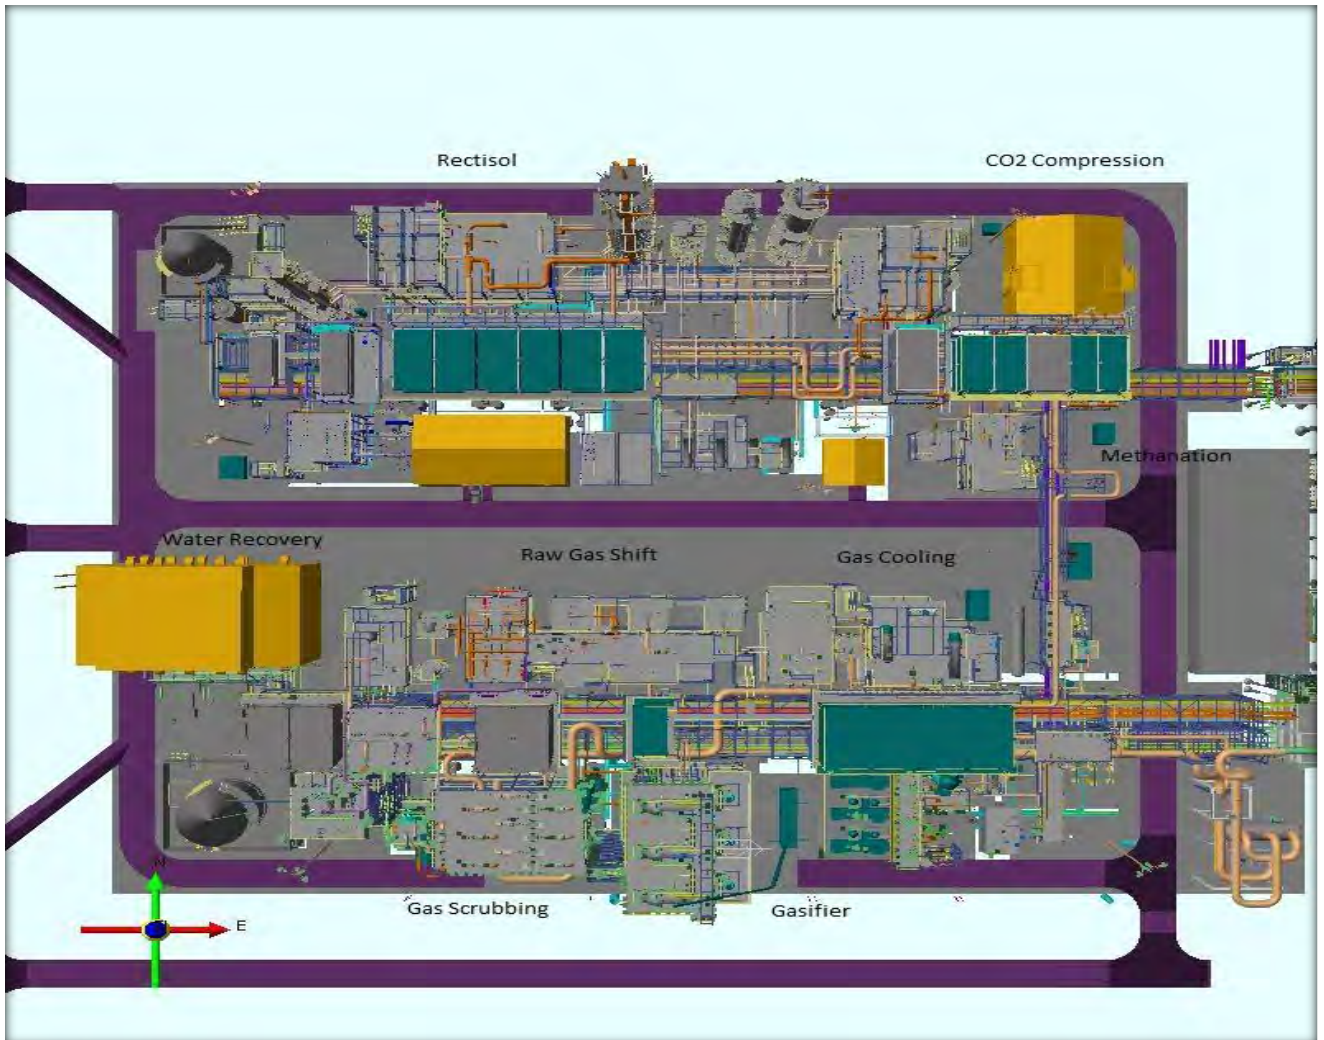 Rectisol
CO2 Compression
Methanation
Water Recovery
Raw Gas Shift
Gas Cooling
Gas Scrubbing
Gasifier
N
E